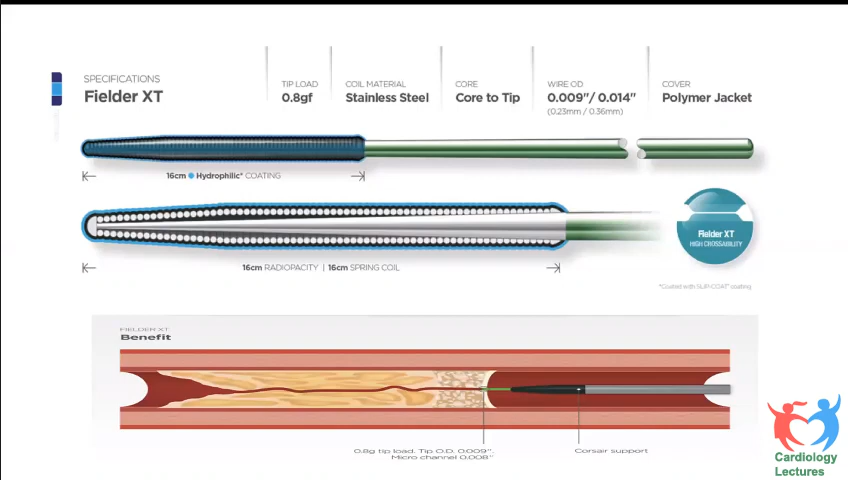 SPECIFICATIONS
Fielder XT
TIP LOAD
0.8gf
COIL MATERIAL
Stainless Steel
CORE
Core to Tip
WIRE OD
0.009"/ 0.014"
(0.23mm / 0.36mm)
COVER
Polymer Jacket
16cm Hydrophilic* COATING
16cm RADIOPACITY | 16cm SPRING COIL
Fielder XT
HIGH CROSSABILITY
*Coated with SLIP-COAT® coating
FIELDER XT
Benefit
0.8g tip load. Tip O.D. 0.009".
Micro channel 0.008"
Corsair support
Cardiology
Lectures